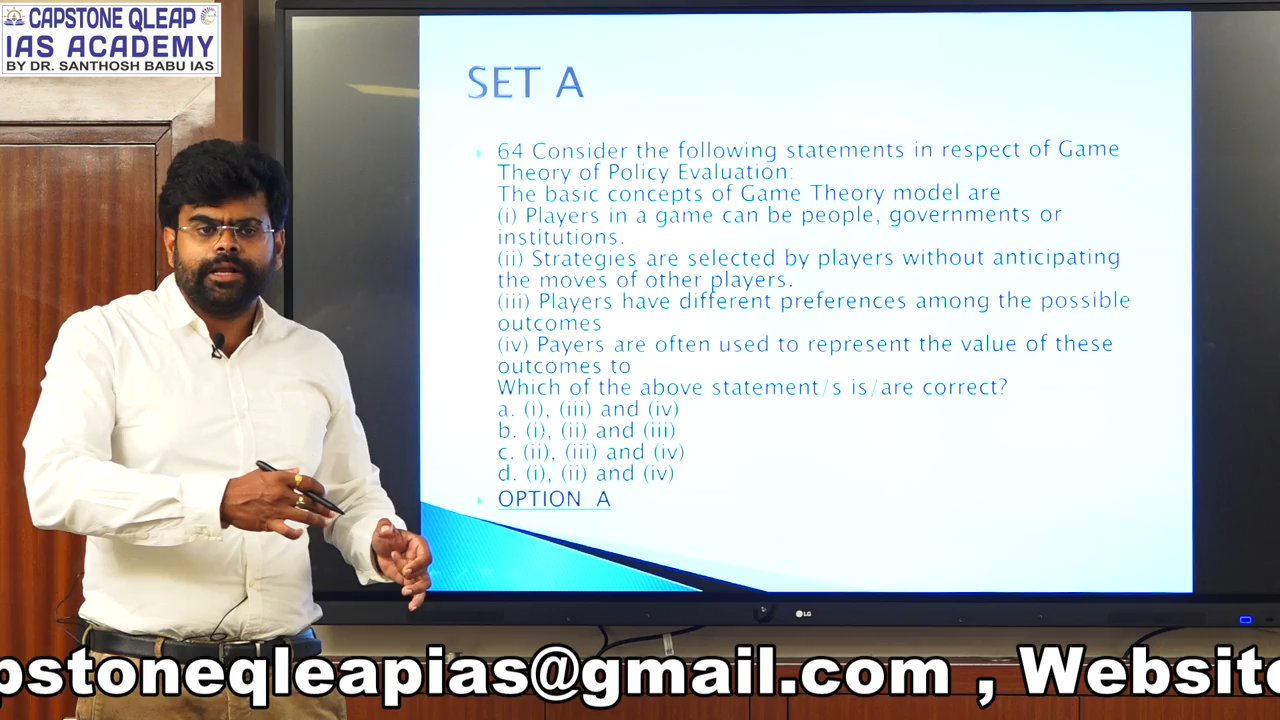 CAPSTONE QLEAP
IAS ACADEMY
BY DR. SANTHOSH BABU IAS
SET A
64 Consider the following statements in respect of Game
Theory of Policy Evaluation:
The basic concepts of Game Theory model are
(i) Players in a game can be people, governments or
institutions.
(ii) Strategies are selected by players without anticipating
the moves of other players.
(iii) Players have different preferences among the possible
outcomes
(iv) Payers are often used to represent the value of these
outcomes to
Which of the above statement/s is/are correct?
a. (i), (iii) and (iv)
b. (i), (ii) and (iii)
c. (ii), (iii) and (iv)
d. (i), (ii) and (iv)
OPTION A
LG
pstoneqleapias@gmail.com , Website